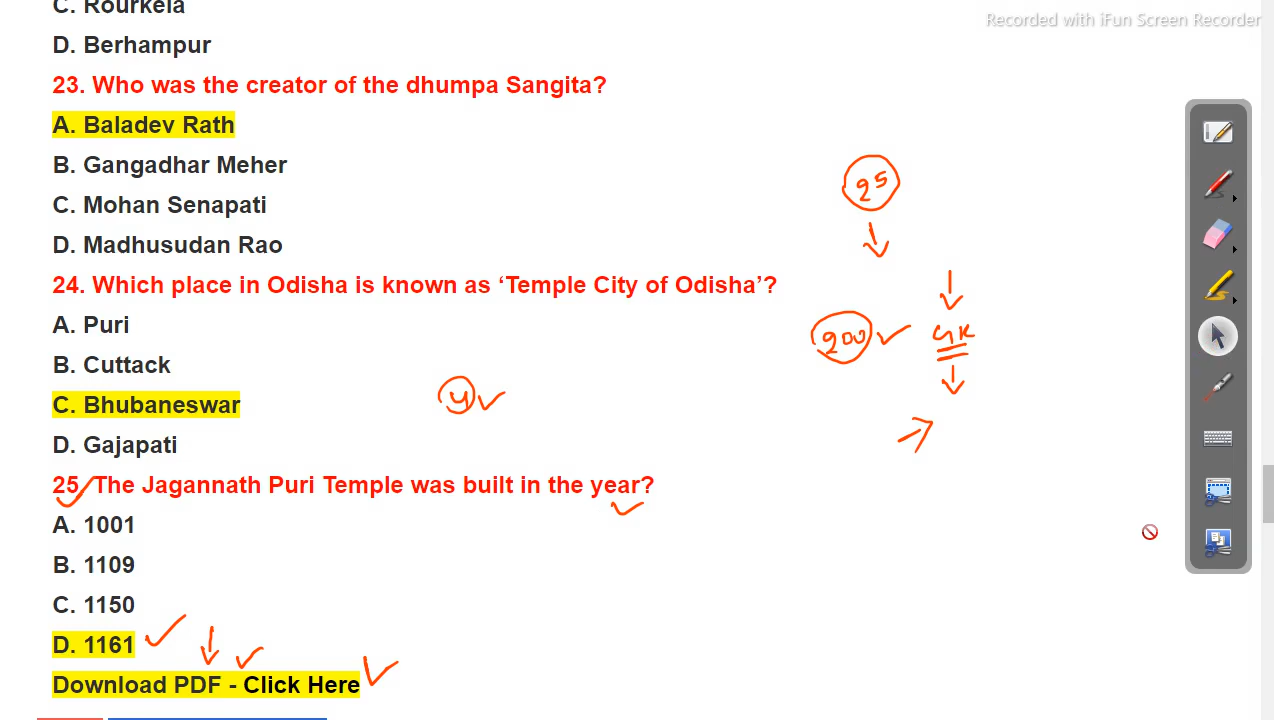 C. Rourkela
Recorded with iFun Screen Recorder
D. Berhampur
23. Who was the creator of the dhumpa Sangita?
A. Baladev Rath
B. Gangadhar Meher
C. Mohan Senapati
D. Madhusudan Rao
25
24. Which place in Odisha is known as ‘Temple City of Odisha’?
A. Puri
200
GK
B. Cuttack
C. Bhubaneswar
D. Gajapati
25. The Jagannath Puri Temple was built in the year?
A. 1001
B. 1109
C. 1150
D. 1161
Download PDF - Click Here